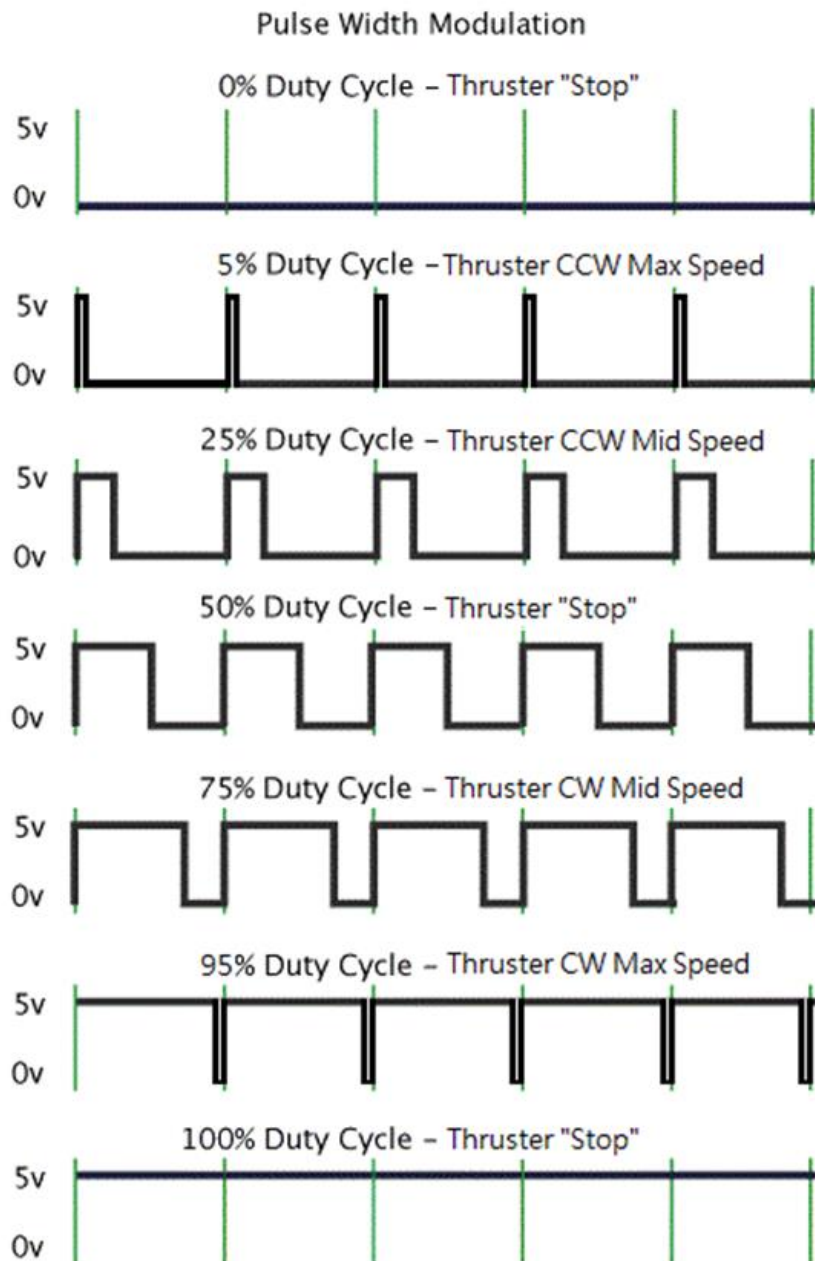 Pulse Width Modulation
0% Duty Cycle – Thruster "Stop"
5v
0v
5% Duty Cycle –Thruster CCW Max Speed
5v
0v
25% Duty Cycle – Thruster CCW Mid Speed
5v
0v
50% Duty Cycle – Thruster "Stop"
5v
0v
75% Duty Cycle – Thruster CW Mid Speed
5v
0v
95% Duty Cycle – Thruster CW Max Speed
5v
0v
100% Duty Cycle – Thruster "Stop"
5v
0v